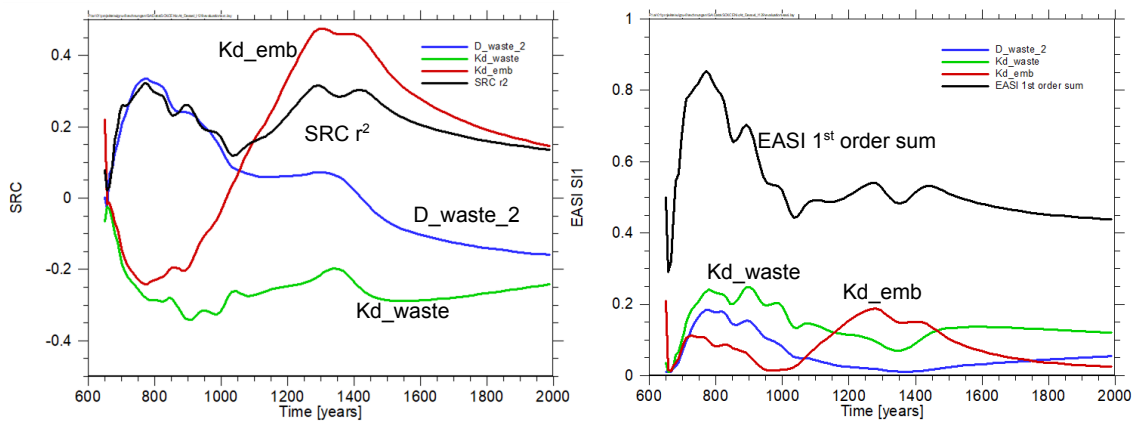 0.4
0.2
0
-0.2
-0.4
SRC
600 800 1000 1200 1400 1600 1800 2000
Time [years]
Kd_emb
D_waste_2
Kd_waste
Kd_emb
SRC r2
SRC r²
D_waste_2
Kd_waste
1
0.8
0.6
0.4
0.2
0
EASI SI1
600 800 1000 1200 1400 1600 1800 2000
Time [years]
D_waste_2
Kd_waste
Kd_emb
EASI 1st order sum
EASI 1st order sum
Kd_waste
Kd_emb